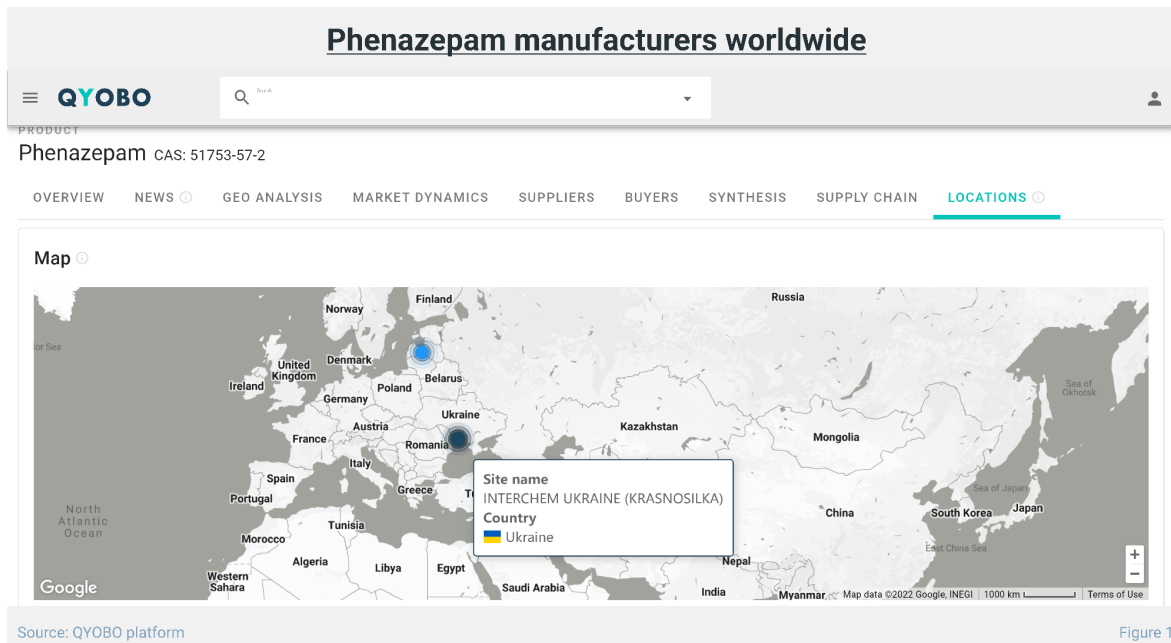 Phenazepam manufacturers worldwide
QYOBO
PRODUCT
Phenazepam CAS: 51753-57-2
OVERVIEW NEWS GEO ANALYSIS MARKET DYNAMICS SUPPLIERS BUYERS SYNTHESIS SUPPLY CHAIN LOCATIONS
Map
Finland
Russia
Norway
United
Kingdom
Denmark
Ireland
Belarus
Poland
Germany
Sea of
Okhotsk
Ukraine
Austria
Kazakhstan
France
Romania
Mongolia
Italy
Spain
Greece
Portugal
Site name
INTERCHEM UKRAINE (KRASNOSILKA)
Country
Ukraine
North
Atlantic
Ocean
Sea of Japan
China
South Korea
Japan
Tunisia
Morocco
East China Sea
Algeria
Libya
Egypt
Nepal
Western
Sahara
Saudi Arabia
India
Myanmar
Google
Map data ©2022 Google, INEGI 1000 km Terms of Use
Source: QYOBO platform
Figure 1